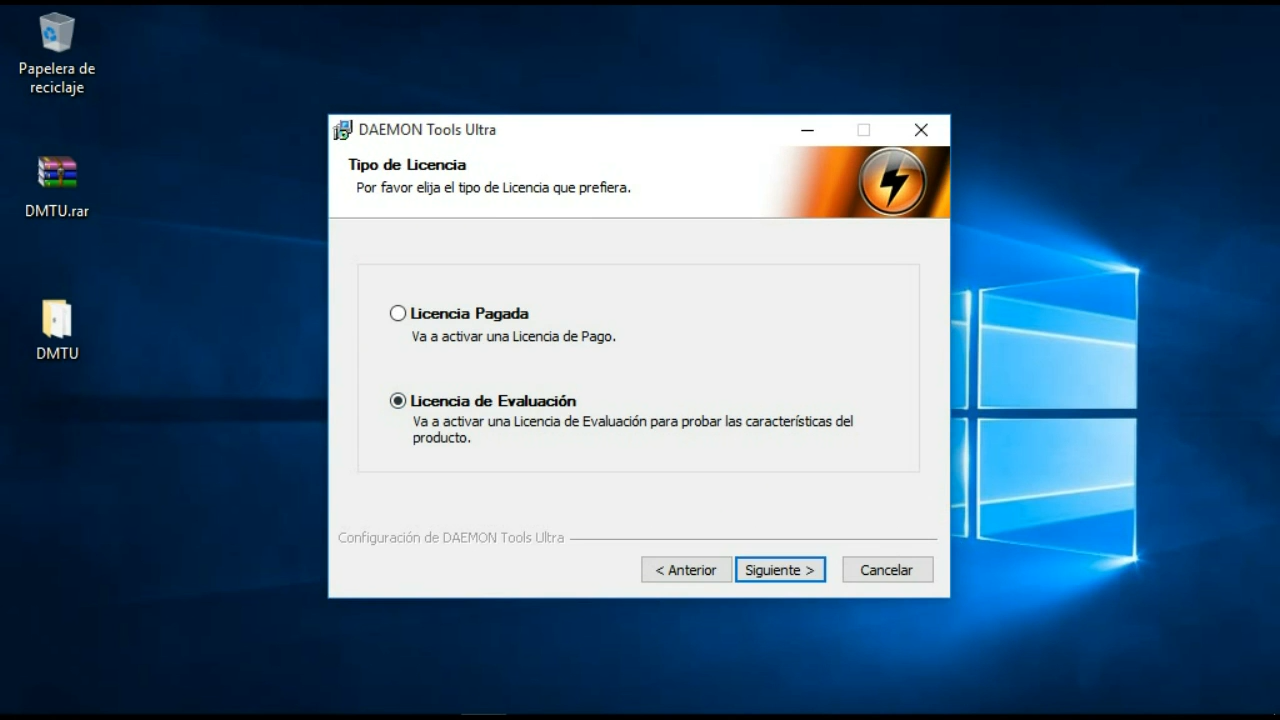 Papelera de
reciclaje
DMTU.rar
DMTU
DAEMON Tools Ultra
Tipo de Licencia
Por favor elija el tipo de Licencia que prefiera.
Licencia Pagada
Va a activar una Licencia de Pago.
Licencia de Evaluación
Va a activar una Licencia de Evaluación para probar las características del
producto.
Configuración de DAEMON Tools Ultra
< Anterior
Siguiente >
Cancelar